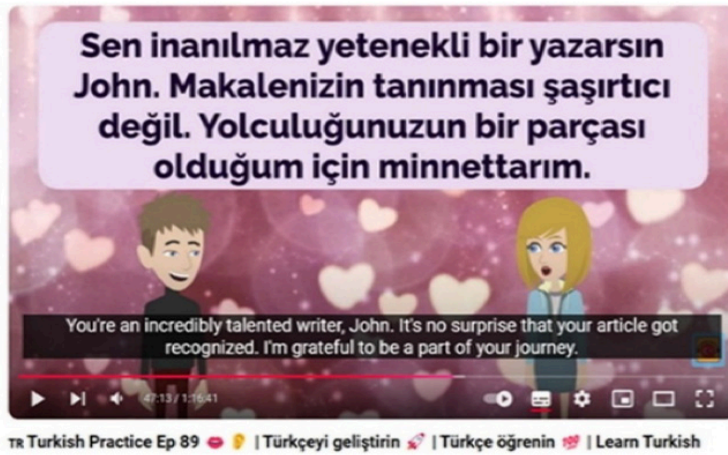 Sen inanılmaz yetenekli bir yazarsın
John. Makalenizin tanınması şaşırtıcı
değil. Yolculuğunuzun bir parçası
olduğum için minnettarım.
You're an incredibly talented writer, John. It's no surprise that your article got
recognized. I'm grateful to be a part of your journey.
47:13 / 1:16:41
TR Turkish Practice Ep 89 👄 👂 | Türkçeyi geliştirin 🚀 | Türkçe öğrenin 💯 | Learn Turkish